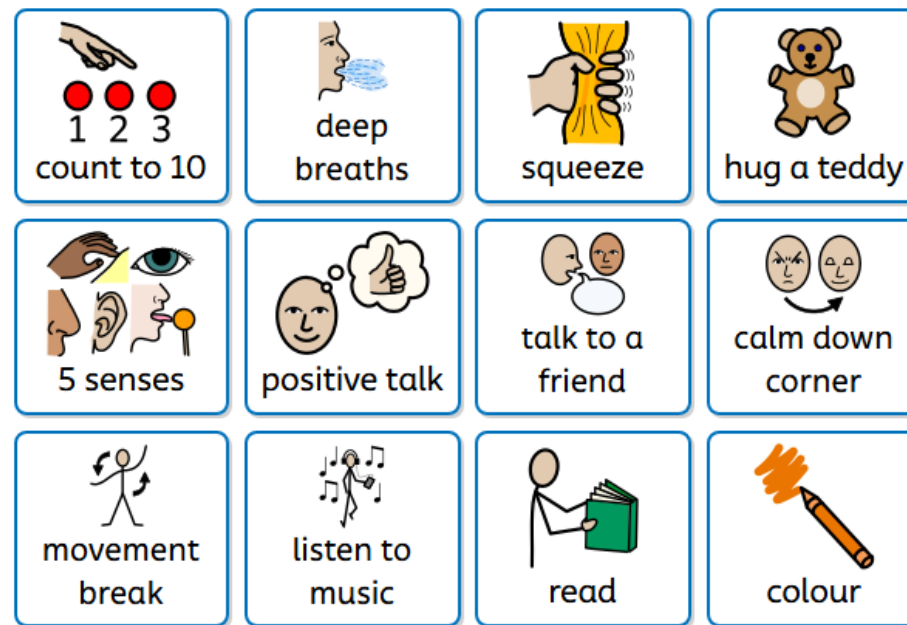 1 2 3
count to 10
deep
breaths
squeeze
hug a teddy
5 senses
positive talk
talk to a
friend
calm down
corner
movement
break
listen to
music
read
colour